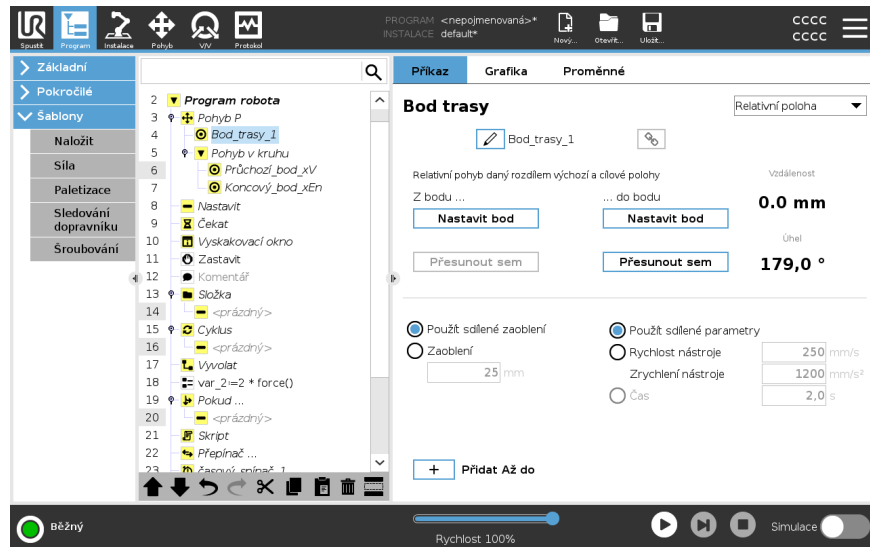 PROGRAM <nepojmenovaná>*
INSTALACE default*
Spustit Program Instalace Pohyb V/V Protokol Nový... Otevřít... Uložit...
cccc
cccc
Základní
Pokročilé
Šablony
Naložit
Síla
Paletizace
Sledování
dopravníku
Šroubování
2 Program robota
3 Pohyb P
4 Bod_trasy_1
5 Pohyb v kruhu
6 Průchozí_bod_xV
7 Koncový_bod_xEn
8 Nastavit
9 Čekat
10 Vyskakovací okno
11 Zastavit
12 Komentář
13 Složka
14 <prázdný>
15 Cyklus
16 <prázdný>
17 Vyvolat
18 var_2≔2 * force()
19 Pokud ...
20 <prázdný>
21 Skript
22 Přepínač ...
23 časový_spínač_1
Příkaz Grafika Proměnné
Bod trasy
Relativní poloha
Bod_trasy_1
Relativní pohyb daný rozdílem výchozí a cílové polohy
Vzdálenost
Z bodu ... ... do bodu
0.0 mm
Nastavit bod Nastavit bod
Úhel
Přesunout sem Přesunout sem
179,0 °
Použít sdílené zaoblení
Zaoblení
25 mm
Použít sdílené parametry
Rychlost nástroje 250 mm/s
Zrychlení nástroje 1200 mm/s²
Čas 2,0 s
+ Přidat Až do
Běžný
Rychlost 100%
Simulace